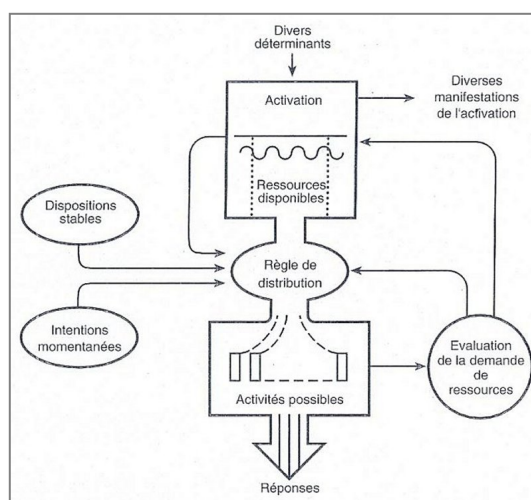 Divers
déterminants
Activation
Diverses
manifestations
de l'activation
Ressources
disponibles
Dispositions
stables
Règle de
distribution
Intentions
momentanées
Evaluation
de la demande
de
ressources
Activités possibles
Réponses